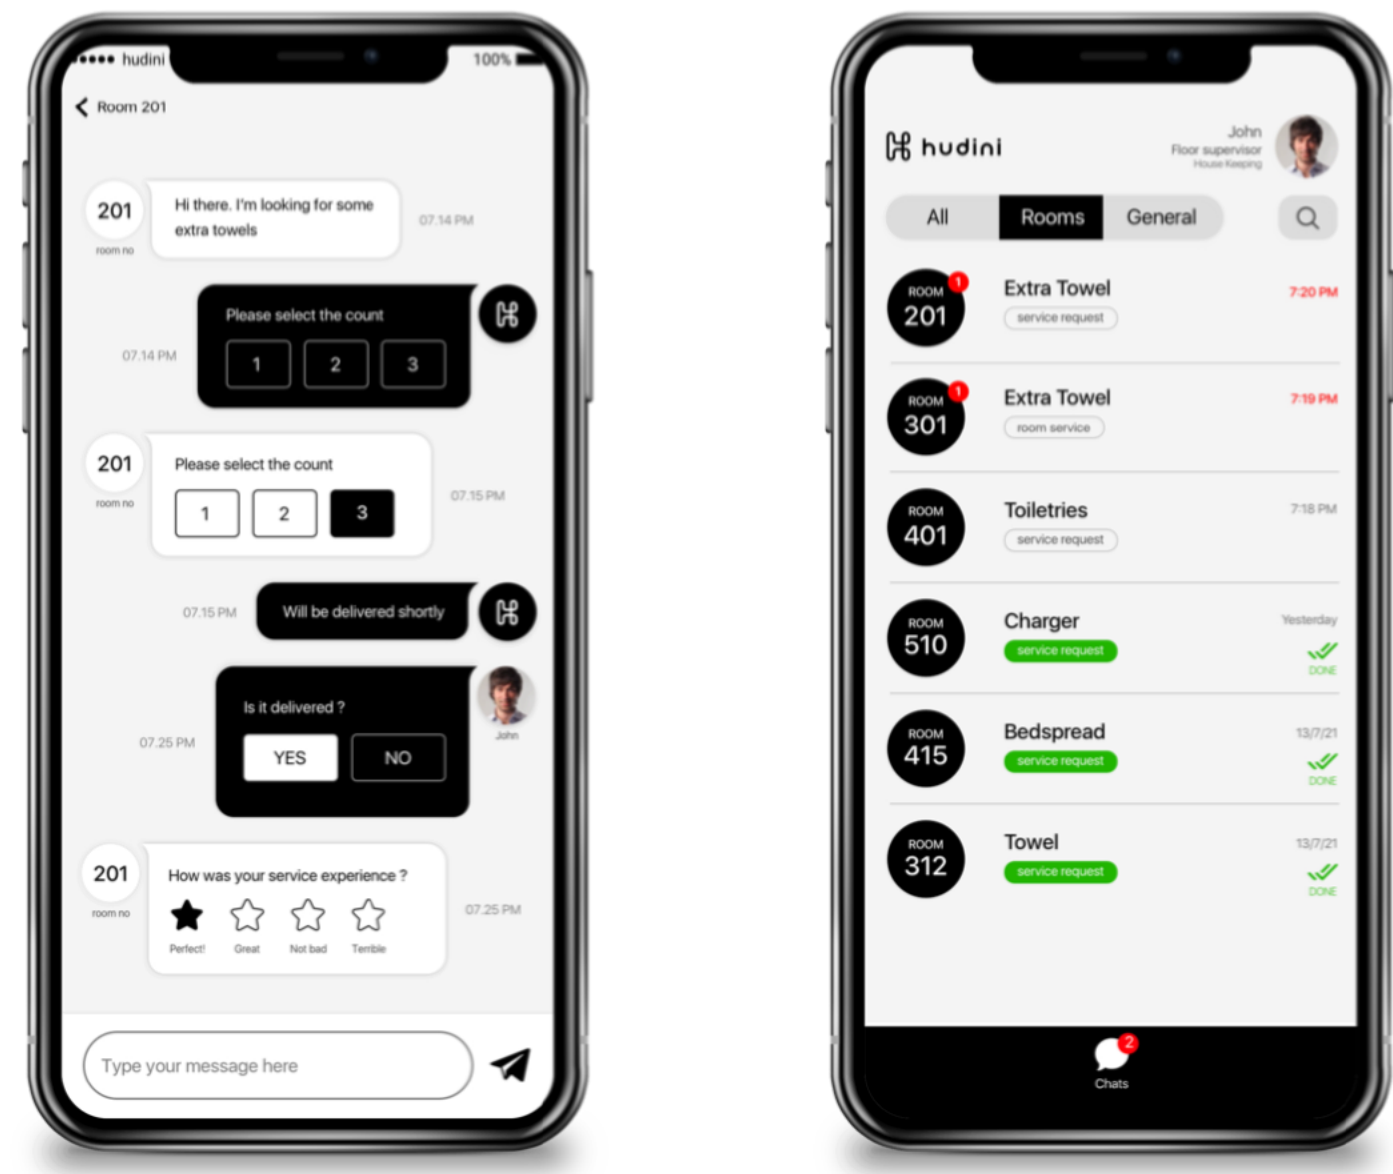 hudini
100%
Room 201
201
room no
Hi there. I'm looking for some
extra towels
07.14 PM
Please select the count
1 2 3
07.14 PM
201
room no
Please select the count
1 2 3
07.15 PM
07.15 PM
Will be delivered shortly
Is it delivered ?
YES NO
07.25 PM
John
201
room no
How was your service experience ?
Perfect! Great Not bad Terrible
07.25 PM
Type your message here
hudini
John
Floor supervisor
House Keeping
All Rooms General
ROOM
201
1
Extra Towel
service request
7:20 PM
ROOM
301
1
Extra Towel
room service
7:19 PM
ROOM
401
Toiletries
service request
7:18 PM
ROOM
510
Charger
service request
Yesterday
DONE
ROOM
415
Bedspread
service request
13/7/21
DONE
ROOM
312
Towel
service request
13/7/21
DONE
2
Chats